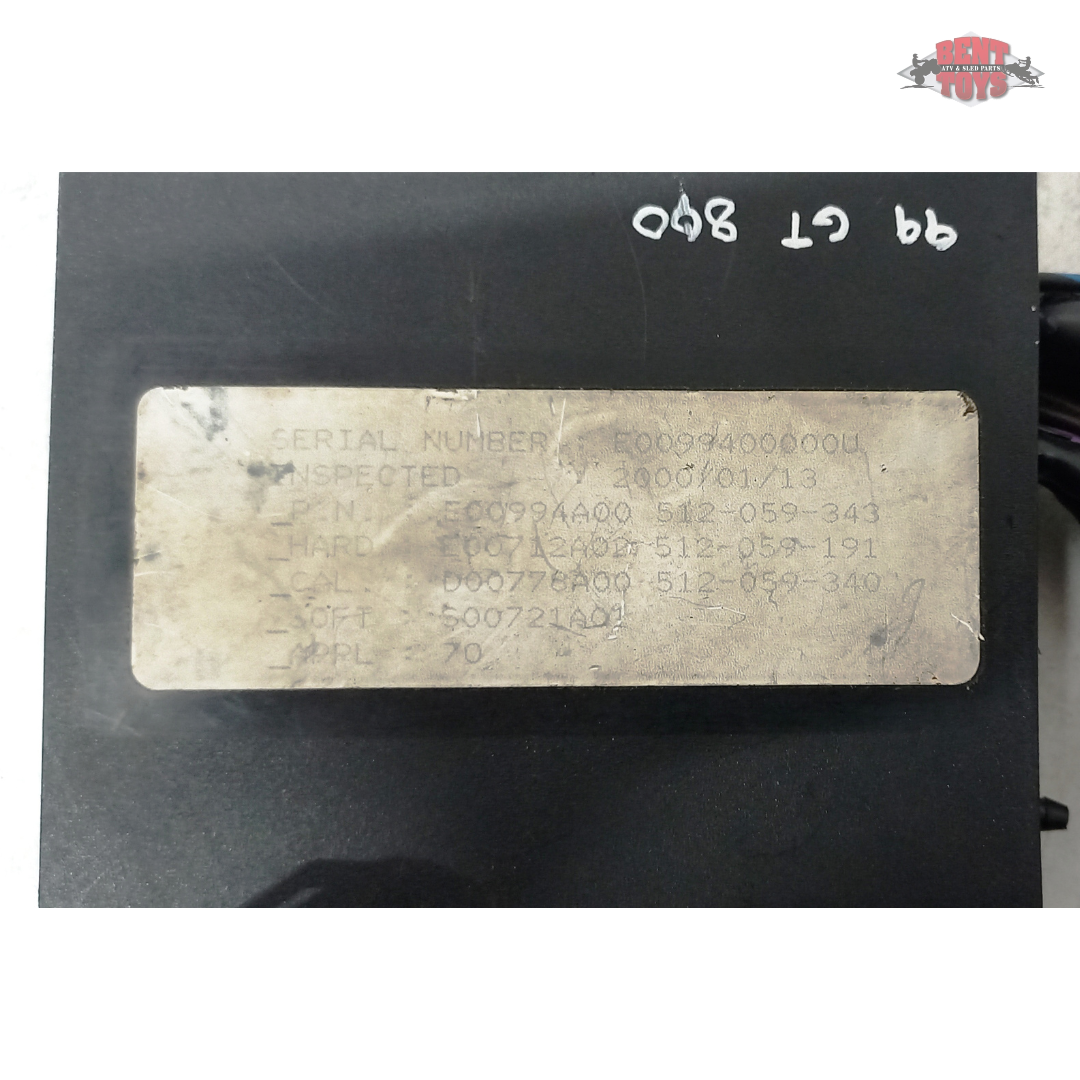 BENT
ATV & SLED PARTS
TOYS
99 GT 800
SERIAL NUMBER : E0099400000U
INSPECTED : 2000/01/13
_P.N. : E00994A00 512-059-343
_HARD : E00712A00 512-059-191
_CAL. : D00778A00 512-059-340
_SOFT : S00721A01
_APPL : 70